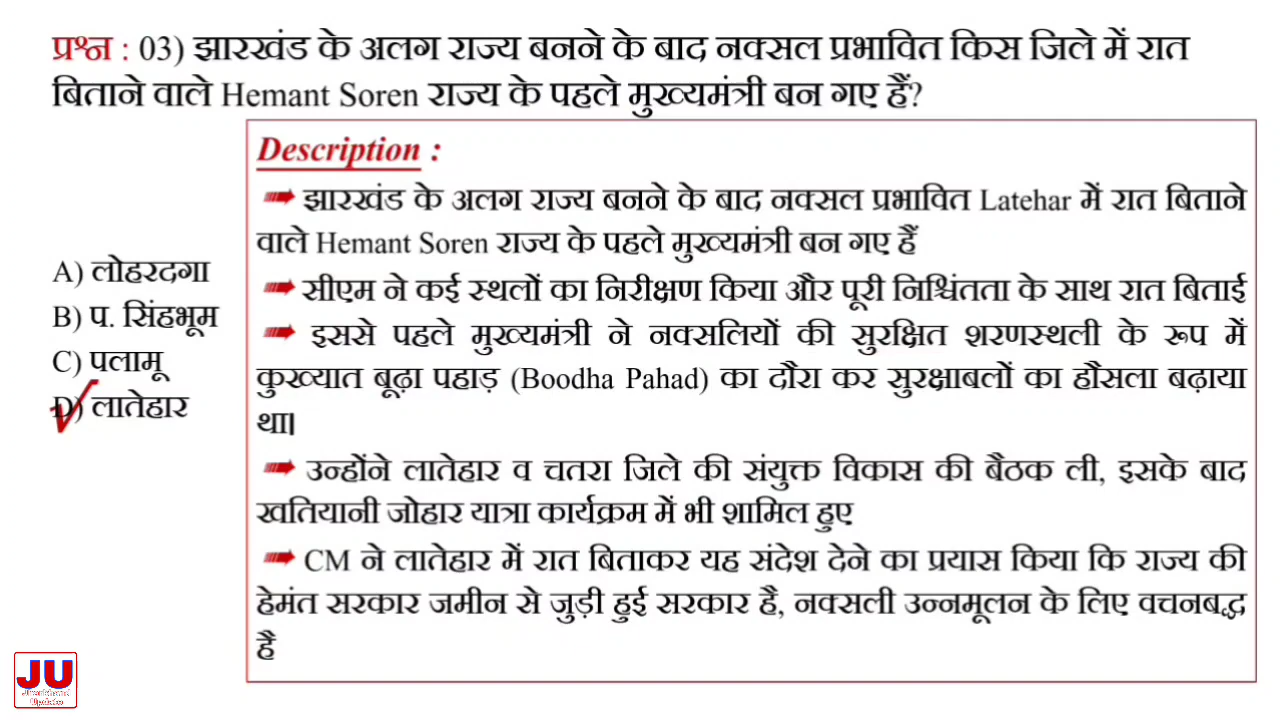 प्रश्न : 03) झारखंड के अलग राज्य बनने के बाद नक्सल प्रभावित किस जिले में रात
बिताने वाले Hemant Soren राज्य के पहले मुख्यमंत्री बन गए हैं?
A) लोहरदगा
B) प. सिंहभूम
C) पलामू
D) लातेहार
Description :
झारखंड के अलग राज्य बनने के बाद नक्सल प्रभावित Latehar में रात बिताने
वाले Hemant Soren राज्य के पहले मुख्यमंत्री बन गए हैं
सीएम ने कई स्थलों का निरीक्षण किया और पूरी निश्चिंतता के साथ रात बिताई
इससे पहले मुख्यमंत्री ने नक्सलियों की सुरक्षित शरणस्थली के रूप में
कुख्यात बूढ़ा पहाड़ (Boodha Pahad) का दौरा कर सुरक्षाबलों का हौसला बढ़ाया
था।
उन्होंने लातेहार व चतरा जिले की संयुक्त विकास की बैठक ली, इसके बाद
खतियानी जोहार यात्रा कार्यक्रम में भी शामिल हुए
CM ने लातेहार में रात बिताकर यह संदेश देने का प्रयास किया कि राज्य की
हेमंत सरकार जमीन से जुड़ी हुई सरकार है, नक्सली उन्नमूलन के लिए वचनबद्ध
है
JU
Jharkhand
Update